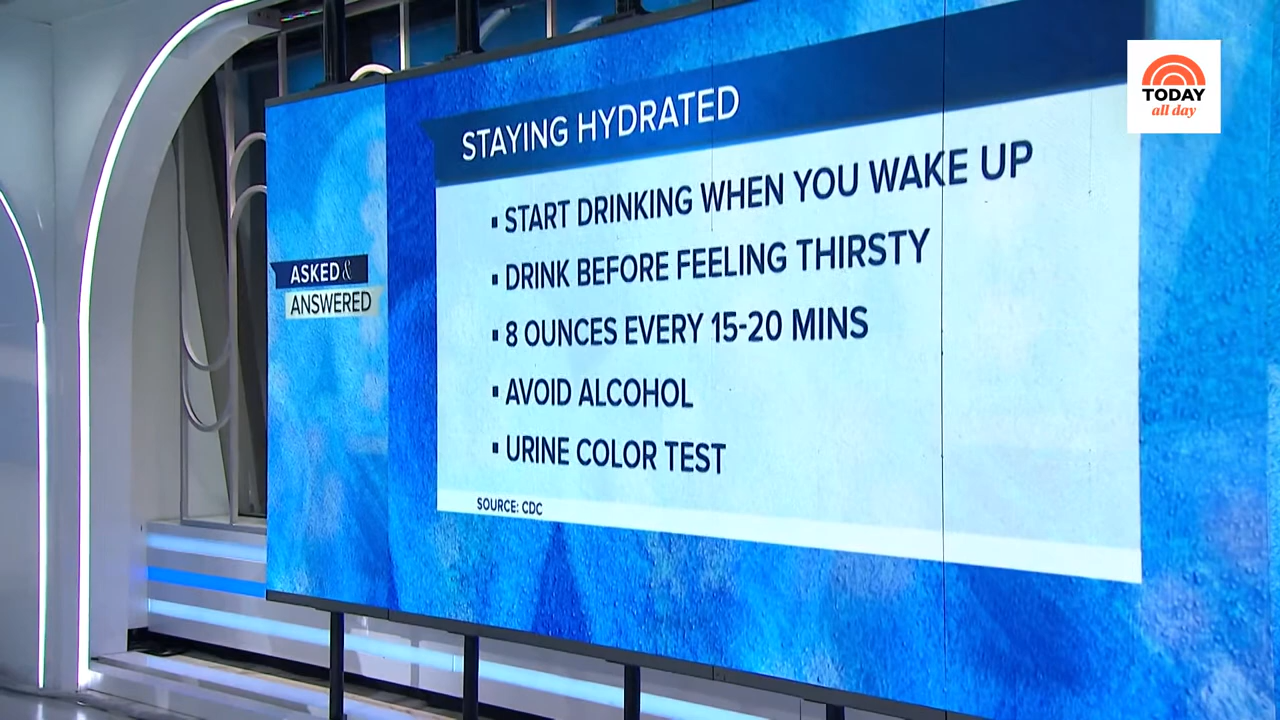 TODAY
all day
STAYING HYDRATED
▪ START DRINKING WHEN YOU WAKE UP
▪ DRINK BEFORE FEELING THIRSTY
▪ 8 OUNCES EVERY 15-20 MINS
▪ AVOID ALCOHOL
▪ URINE COLOR TEST
SOURCE: CDC
ASKED &
ANSWERED